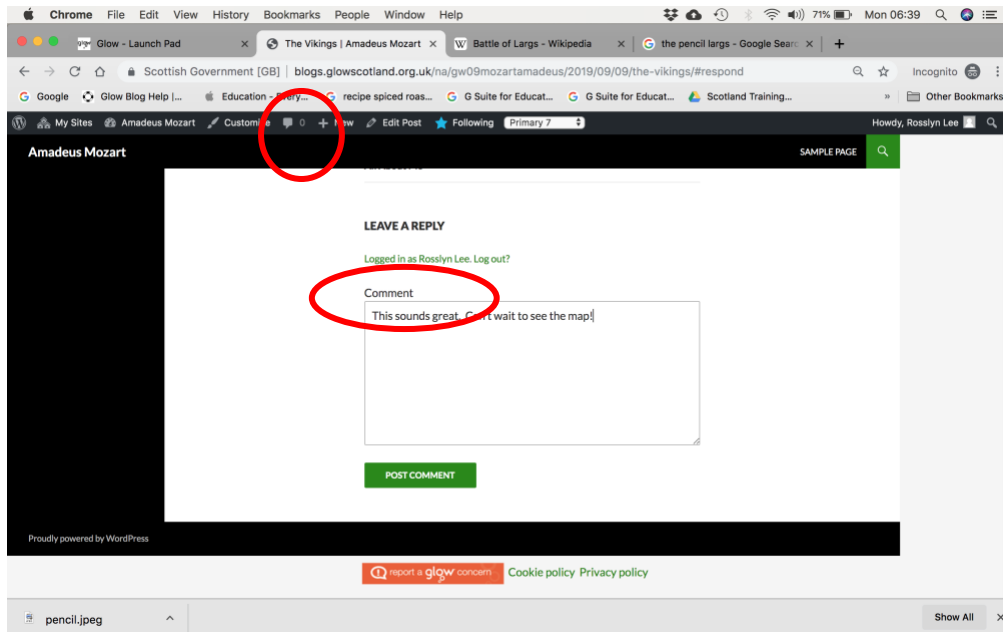 Chrome File Edit View History Bookmarks People Window Help 71% Mon 06:39
Glow - Launch Pad The Vikings | Amadeus Mozart Battle of Largs - Wikipedia the pencil largs - Google Searc
Scottish Government [GB] | blogs.glowscotland.org.uk/na/gw09mozartamadeus/2019/09/09/the-vikings/#respond Incognito
Google Glow Blog Help |... Education - Every... recipe spiced roas... G Suite for Educat... G Suite for Educat... Scotland Training... » Other Bookmarks
My Sites Amadeus Mozart Customise 0 + New Edit Post Following Primary 7 Howdy, Rosslyn Lee
Amadeus Mozart SAMPLE PAGE
LEAVE A REPLY
Logged in as Rosslyn Lee. Log out?
Comment
This sounds great. Can't wait to see the map!
POST COMMENT
Proudly powered by WordPress
report a glow concern Cookie policy Privacy policy
pencil.jpeg Show All